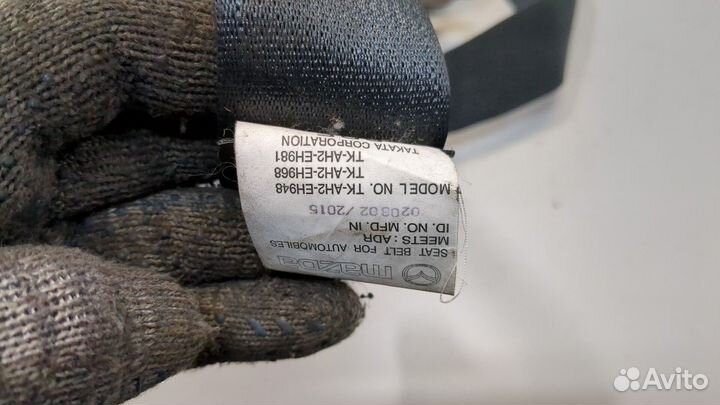 mazda
SEAT BELT FOR AUTOMOBILES
MEETS : ADR
ID. NO. MFD. IN
020302 /2015
MODEL NO. TK-AH2-EH948
TK-AH2-EH968
TK-AH2-EH981
TAKATA CORPORATION
Avito